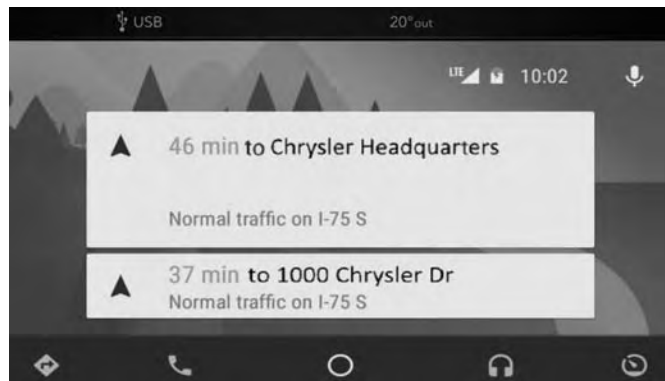 USB
20°out
LTE
10:02
46 min to Chrysler Headquarters
Normal traffic on I-75 S
37 min to 1000 Chrysler Dr
Normal traffic on I-75 S